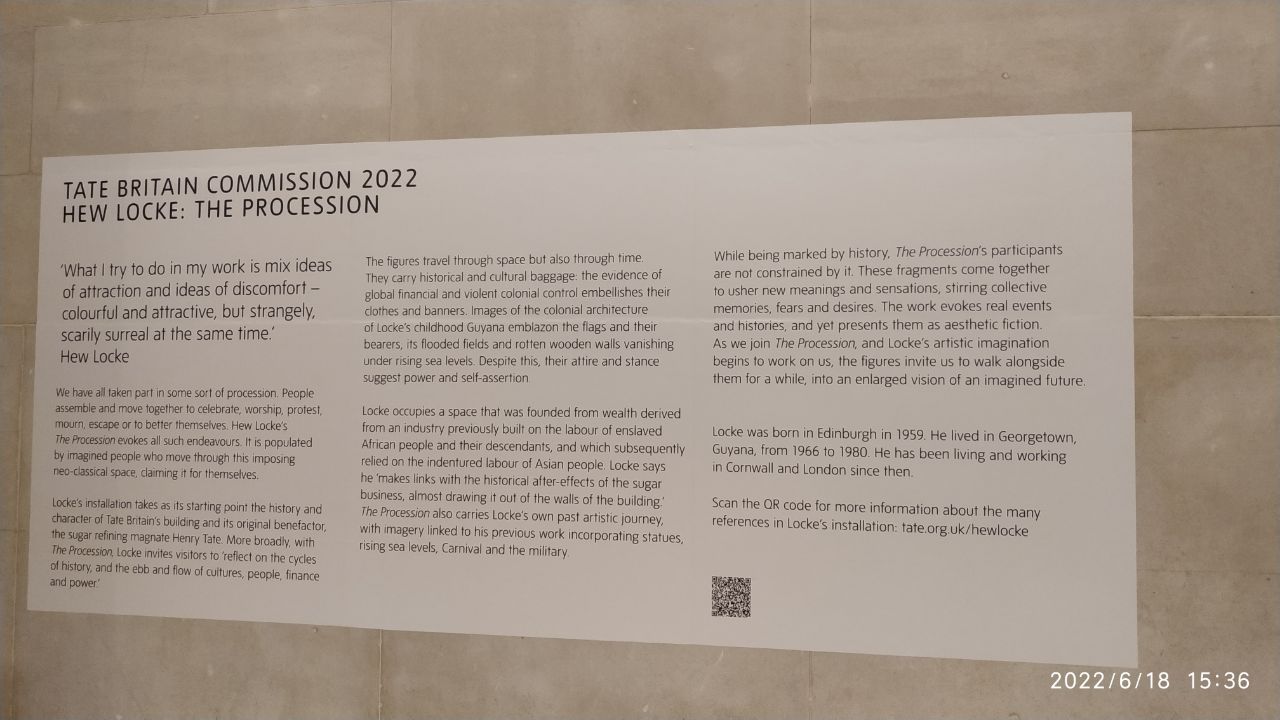 TATE BRITAIN COMMISSION 2022
HEW LOCKE: THE PROCESSION
‘What I try to do in my work is mix ideas
of attraction and ideas of discomfort –
colourful and attractive, but strangely,
scarily surreal at the same time.’
Hew Locke
We have all taken part in some sort of procession. People
assemble and move together to celebrate, worship, protest,
mourn, escape or to better themselves. Hew Locke’s
The Procession evokes all such endeavours. It is populated
by imagined people who move through this imposing
neo-classical space, claiming it for themselves.
Locke’s installation takes as its starting point the history and
character of Tate Britain’s building and its original benefactor,
the sugar refining magnate Henry Tate. More broadly, with
The Procession, Locke invites visitors to ‘reflect on the cycles
of history, and the ebb and flow of cultures, people, finance
and power.’
The figures travel through space but also through time.
They carry historical and cultural baggage: the evidence of
global financial and violent colonial control embellishes their
clothes and banners. Images of the colonial architecture
of Locke’s childhood Guyana emblazon the flags and their
bearers, its flooded fields and rotten wooden walls vanishing
under rising sea levels. Despite this, their attire and stance
suggest power and self-assertion.
Locke occupies a space that was founded from wealth derived
from an industry previously built on the labour of enslaved
African people and their descendants, and which subsequently
relied on the indentured labour of Asian people. Locke says
he ‘makes links with the historical after-effects of the sugar
business, almost drawing it out of the walls of the building.’
The Procession also carries Locke’s own past artistic journey,
with imagery linked to his previous work incorporating statues,
rising sea levels, Carnival and the military.
While being marked by history, The Procession’s participants
are not constrained by it. These fragments come together
to usher new meanings and sensations, stirring collective
memories, fears and desires. The work evokes real events
and histories, and yet presents them as aesthetic fiction.
As we join The Procession, and Locke’s artistic imagination
begins to work on us, the figures invite us to walk alongside
them for a while, into an enlarged vision of an imagined future.
Locke was born in Edinburgh in 1959. He lived in Georgetown,
Guyana, from 1966 to 1980. He has been living and working
in Cornwall and London since then.
Scan the QR code for more information about the many
references in Locke’s installation: tate.org.uk/hewlocke
2022/6/18 15:36